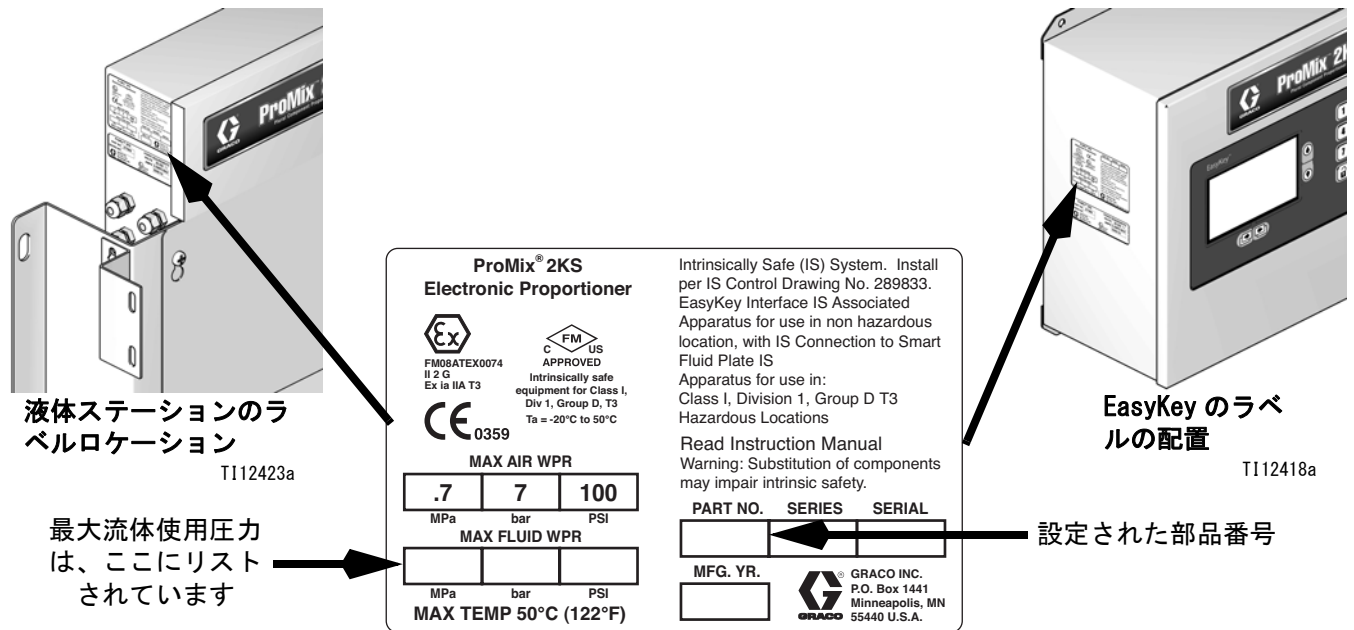 ProMix
GRACO
液体ステーションのラ
ベルロケーション
TI12423a
最大流体使用圧力
は、ここにリスト
されています
ProMix® 2KS
Electronic Proportioner
Ex
FM08ATEX0074
II 2 G
Ex ia IIA T3
CE 0359
C FM US
APPROVED
Intrinsically safe
equipment for Class I,
Div 1, Group D, T3
Ta = -20°C to 50°C
MAX AIR WPR
.7 7 100
MPa bar PSI
MAX FLUID WPR
MPa bar PSI
MAX TEMP 50°C (122°F)
Intrinsically Safe (IS) System. Install
per IS Control Drawing No. 289833.
EasyKey Interface IS Associated
Apparatus for use in non hazardous
location, with IS Connection to Smart
Fluid Plate IS
Apparatus for use in:
Class I, Division 1, Group D T3
Hazardous Locations
Read Instruction Manual
Warning: Substitution of components
may impair intrinsic safety.
PART NO. SERIES SERIAL
MFG. YR.
GRACO
GRACO INC.
P.O. Box 1441
Minneapolis, MN
55440 U.S.A.
設定された部品番号
ProMix 2K
GRACO
EasyKey
EasyKey のラベ
ルの配置
TI12418a